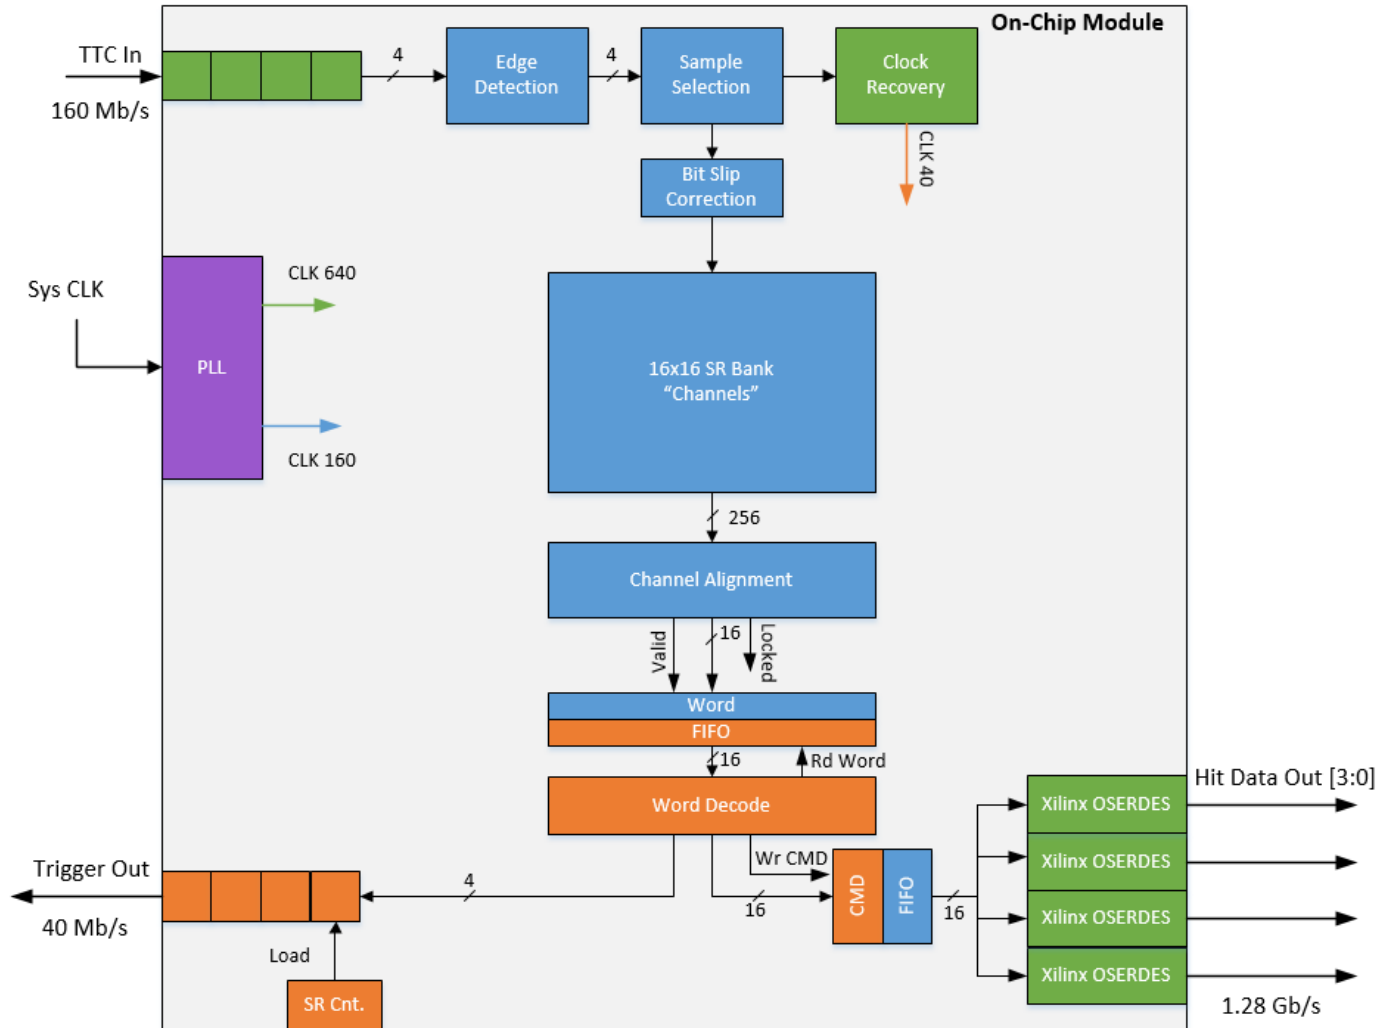 On-Chip Module
TTC In
160 Mb/s
4
Edge
Detection
4
Sample
Selection
Clock
Recovery
CLK 40
Bit Slip
Correction
Sys CLK
PLL
CLK 640
CLK 160
16x16 SR Bank
“Channels”
256
Channel Alignment
Valid
16
Locked
Word
FIFO
16
Rd Word
Word Decode
Wr CMD
16
CMD
FIFO
16
Xilinx OSERDES
Xilinx OSERDES
Xilinx OSERDES
Xilinx OSERDES
Hit Data Out [3:0]
1.28 Gb/s
Trigger Out
40 Mb/s
4
Load
SR Cnt.